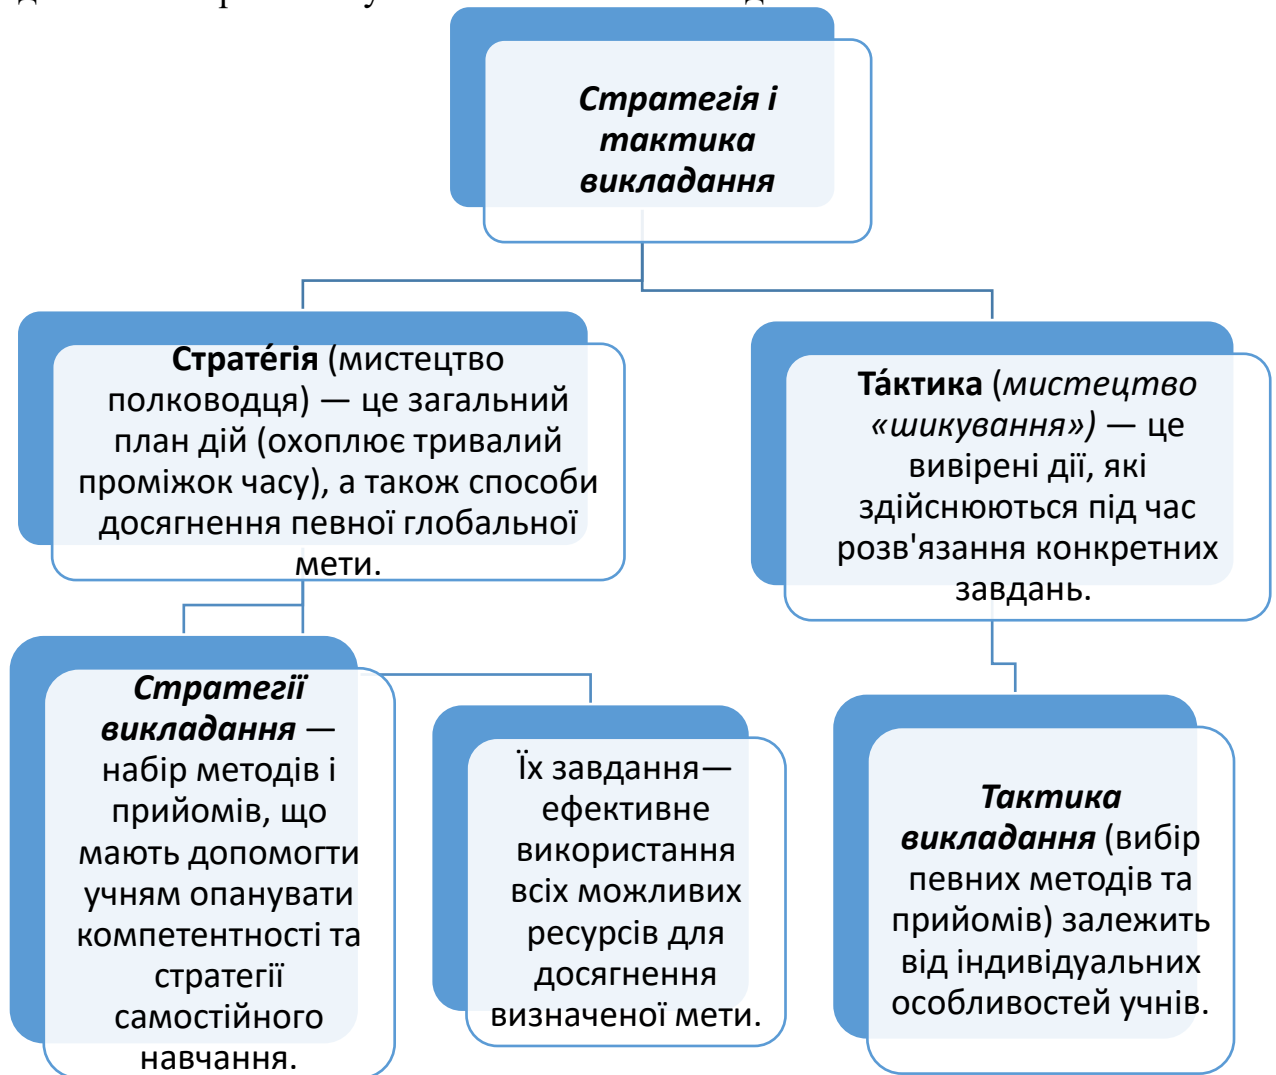 Стратегія і
тактика
викладання
Страте́гія (мистецтво
полководця) — це загальний
план дій (охоплює тривалий
проміжок часу), а також способи
досягнення певної глобальної
мети.
Та́ктика (мистецтво
«шикування») — це
вивірені дії, які
здійснюються під час
розв'язання конкретних
завдань.
Стратегії
викладання —
набір методів і
прийомів, що
мають допомогти
учням опанувати
компетентності та
стратегії
самостійного
навчання.
Їх завдання—
ефективне
використання
всіх можливих
ресурсів для
досягнення
визначеної мети.
Тактика
викладання (вибір
певних методів та
прийомів) залежить
від індивідуальних
особливостей учнів.